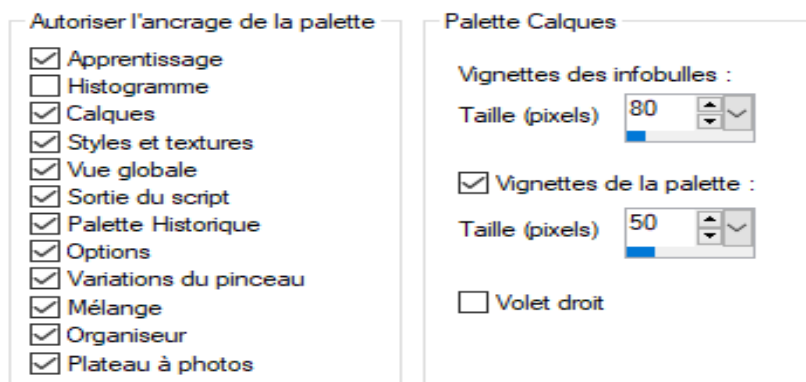 Autoriser l'ancrage de la palette
Apprentissage
Histogramme
Calques
Styles et textures
Vue globale
Sortie du script
Palette Historique
Options
Variations du pinceau
Mélange
Organiseur
Plateau à photos
Palette Calques
Vignettes des infobulles :
Taille (pixels) 80
Vignettes de la palette :
Taille (pixels) 50
Volet droit